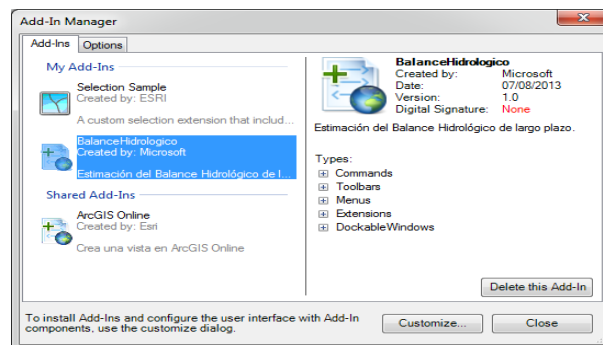 Add-In Manager
Add-Ins
Options
My Add-Ins
Selection Sample
Created by: ESRI
A custom selection extension that includ...
BalanceHidrologico
Created by: Microsoft
Estimación del Balance Hidrológico de l...
Shared Add-Ins
ArcGIS Online
Created by: Esri
Crea una vista en ArcGIS Online
BalanceHidrologico
Created by: Microsoft
Date: 07/08/2013
Version: 1.0
Digital Signature: None
Estimación del Balance Hidrológico de largo plazo.
Types:
Commands
Toolbars
Menus
Extensions
DockableWindows
Delete this Add-In
To install Add-Ins and configure the user interface with Add-In
components, use the customize dialog.
Customize...
Close